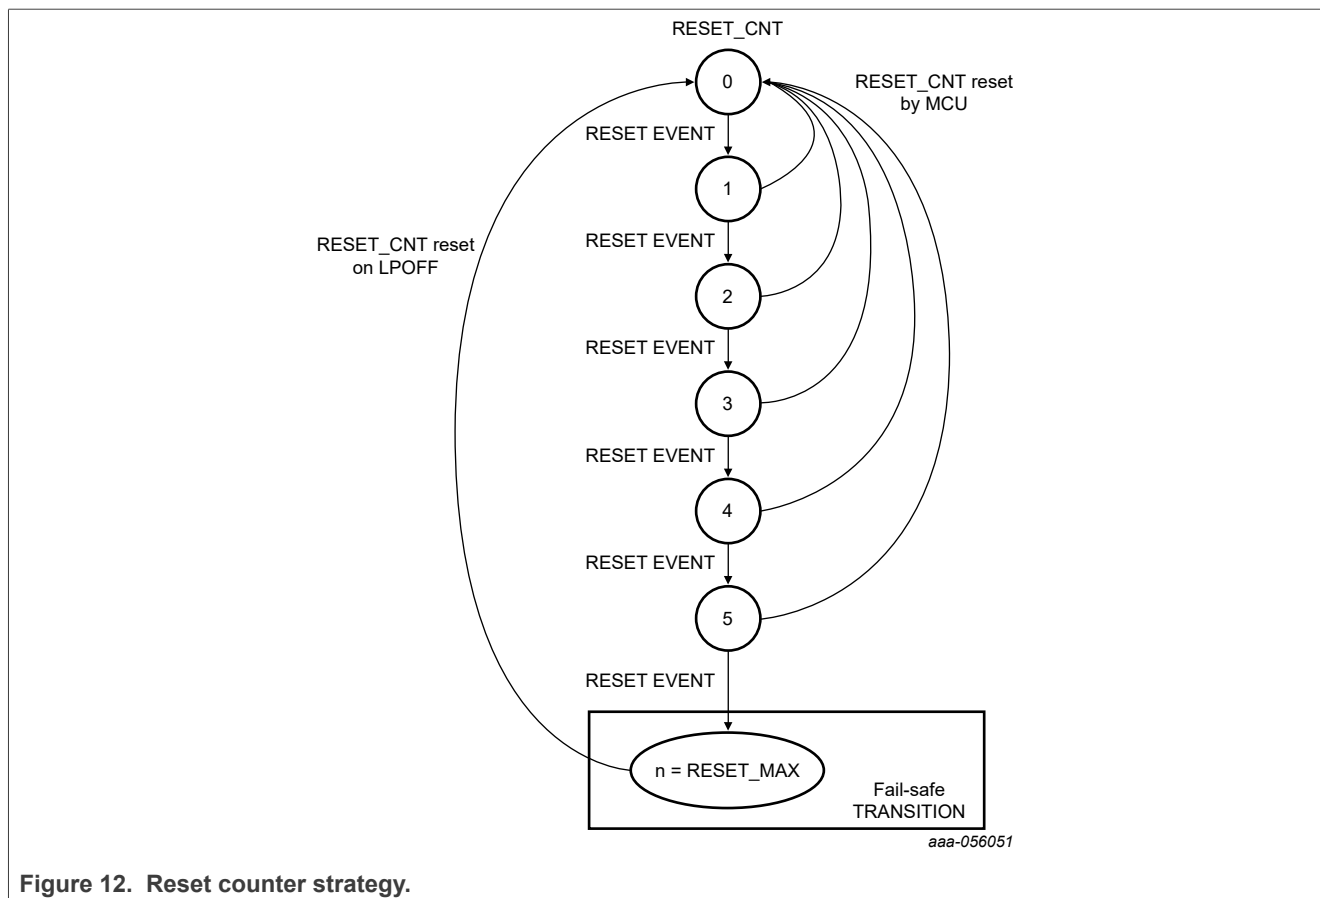 RESET_CNT
0
RESET_CNT reset
by MCU
RESET EVENT
1
RESET EVENT
RESET_CNT reset
on LPOFF
2
RESET EVENT
3
RESET EVENT
4
RESET EVENT
5
RESET EVENT
n = RESET_MAX
Fail-safe
TRANSITION
aaa-056051
Figure 12. Reset counter strategy.